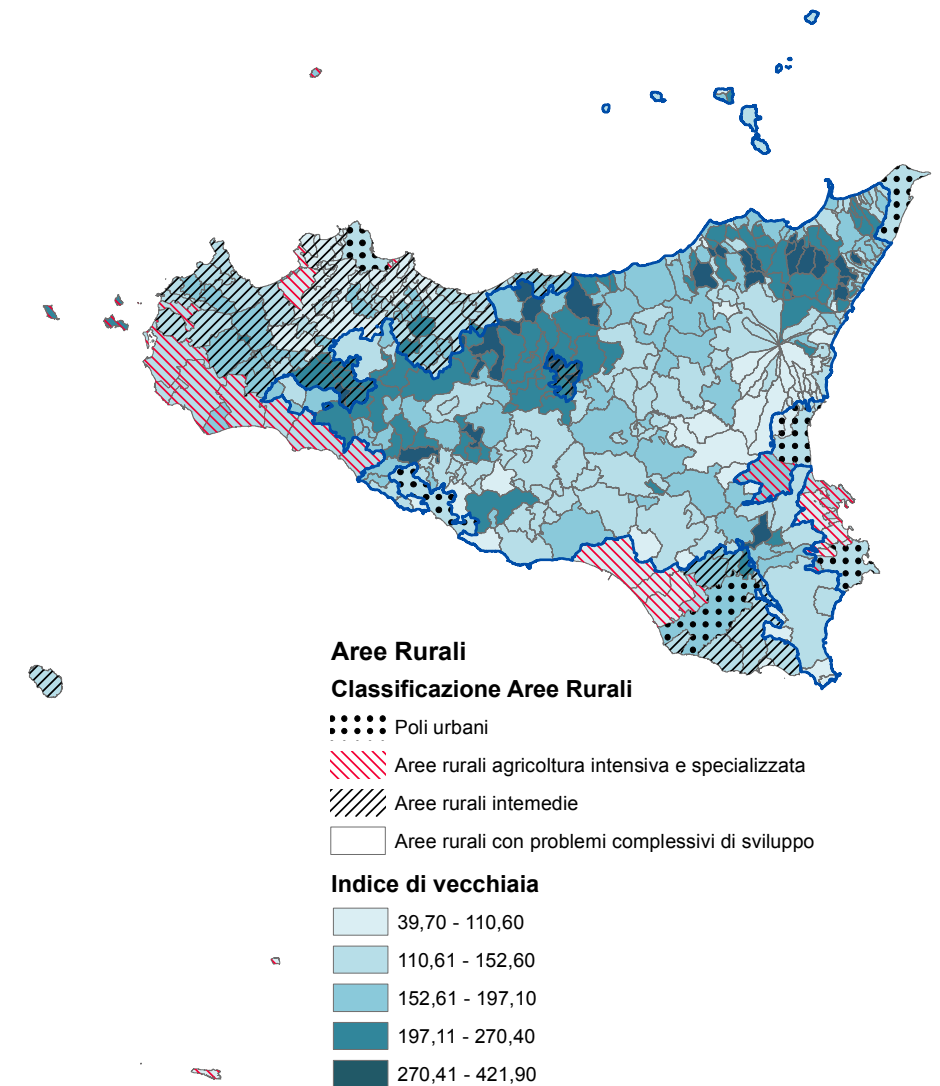 Aree Rurali
Classificazione Aree Rurali
Poli urbani
Aree rurali agricoltura intensiva e specializzata
Aree rurali intemedie
Aree rurali con problemi complessivi di sviluppo
Indice di vecchiaia
39,70 - 110,60
110,61 - 152,60
152,61 - 197,10
197,11 - 270,40
270,41 - 421,90